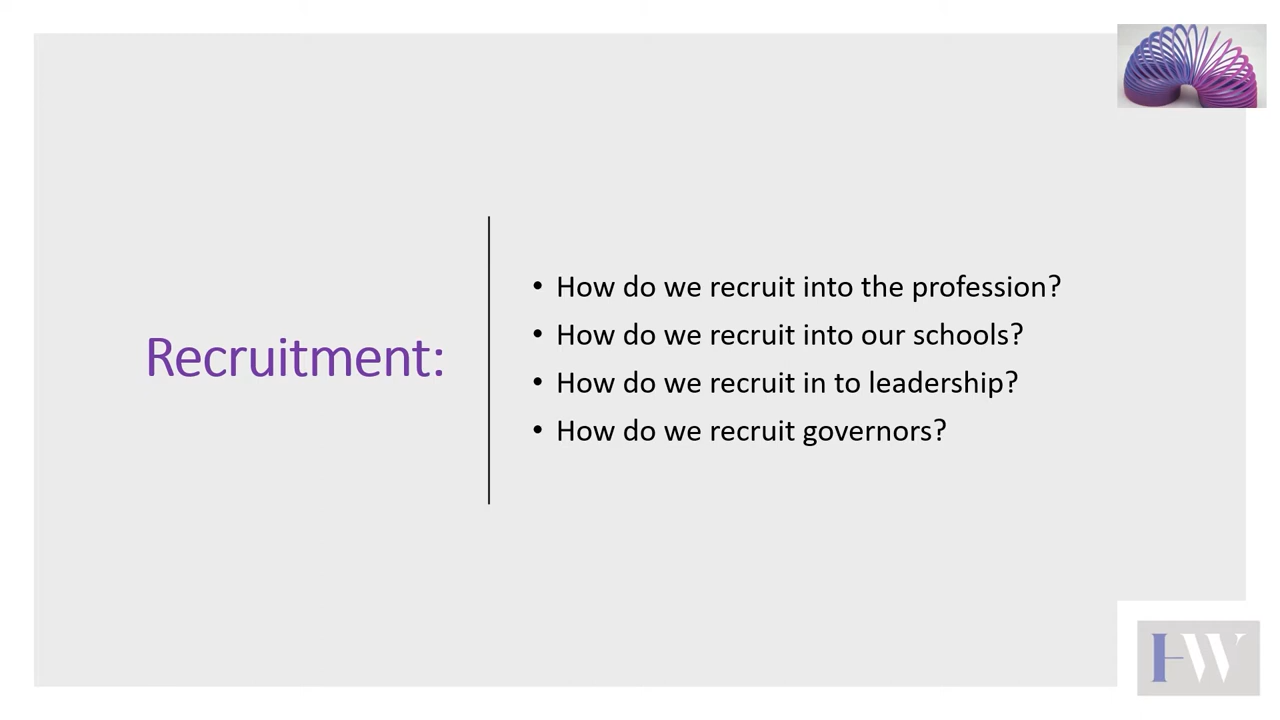 Recruitment:
• How do we recruit into the profession?
• How do we recruit into our schools?
• How do we recruit in to leadership?
• How do we recruit governors?
HW